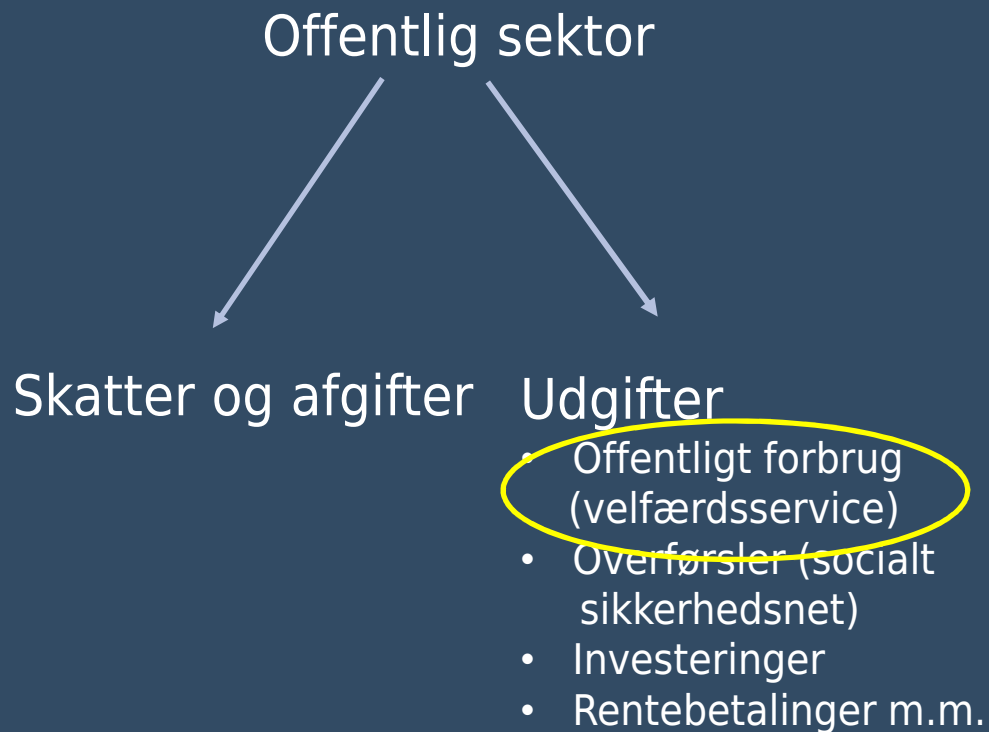 Offentlig sektor
Skatter og afgifter
Udgifter
• Offentligt forbrug
(velfærdsservice)
• Overførsler (socialt
sikkerhedsnet)
• Investeringer
• Rentebetalinger m.m.